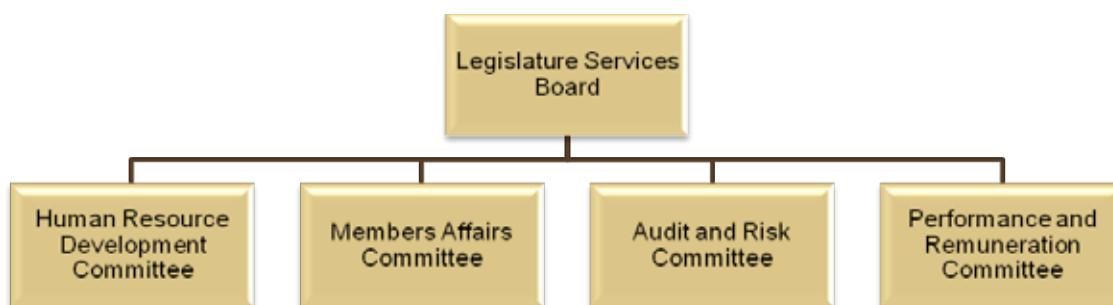 Legislature Services
Board
Human Resource
Development
Committee
Members Affairs
Committee
Audit and Risk
Committee
Performance and
Remuneration
Committee